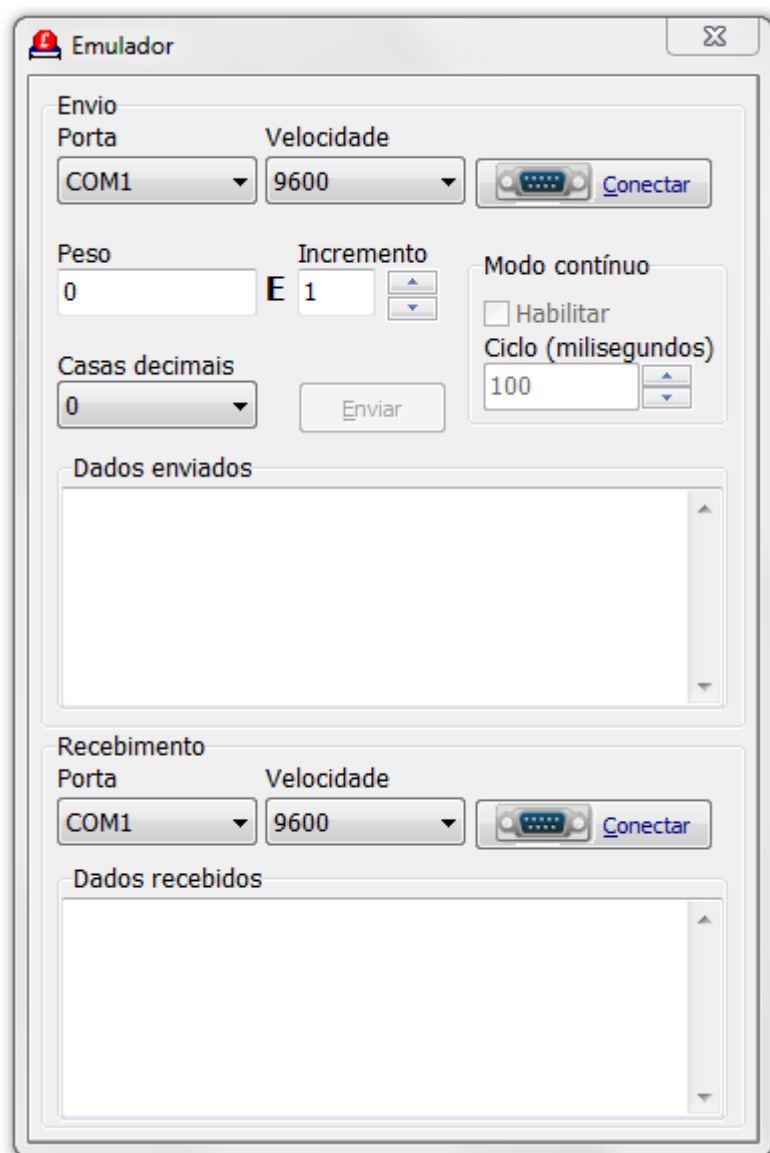 Emulador
Envio
Porta Velocidade
COM1 9600 Conectar
Peso Incremento Modo contínuo
0 E 1 Habilitar
Casas decimais Ciclo (milisegundos)
0 Enviar 100
Dados enviados
Recebimento
Porta Velocidade
COM1 9600 Conectar
Dados recebidos